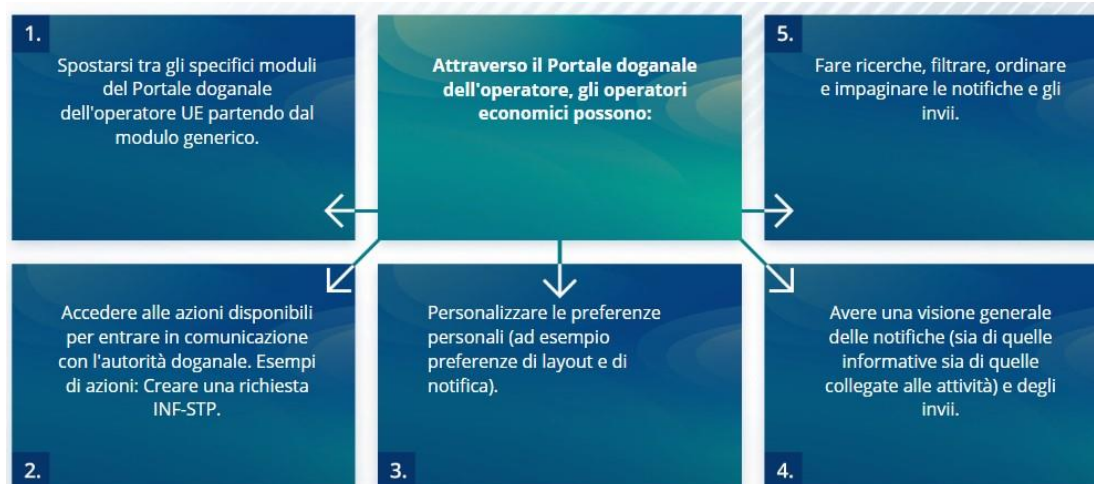 Attraverso il Portale doganale
dell'operatore, gli operatori
economici possono:
1.
Spostarsi tra gli specifici moduli
del Portale doganale
dell'operatore UE partendo dal
modulo generico.
2.
Accedere alle azioni disponibili
per entrare in comunicazione
con l'autorità doganale. Esempi
di azioni: Creare una richiesta
INF-STP.
3.
Personalizzare le preferenze
personali (ad esempio
preferenze di layout e di
notifica).
4.
Avere una visione generale
delle notifiche (sia di quelle
informative sia di quelle
collegate alle attività) e degli
invii.
5.
Fare ricerche, filtrare, ordinare
e impaginare le notifiche e gli
invii.